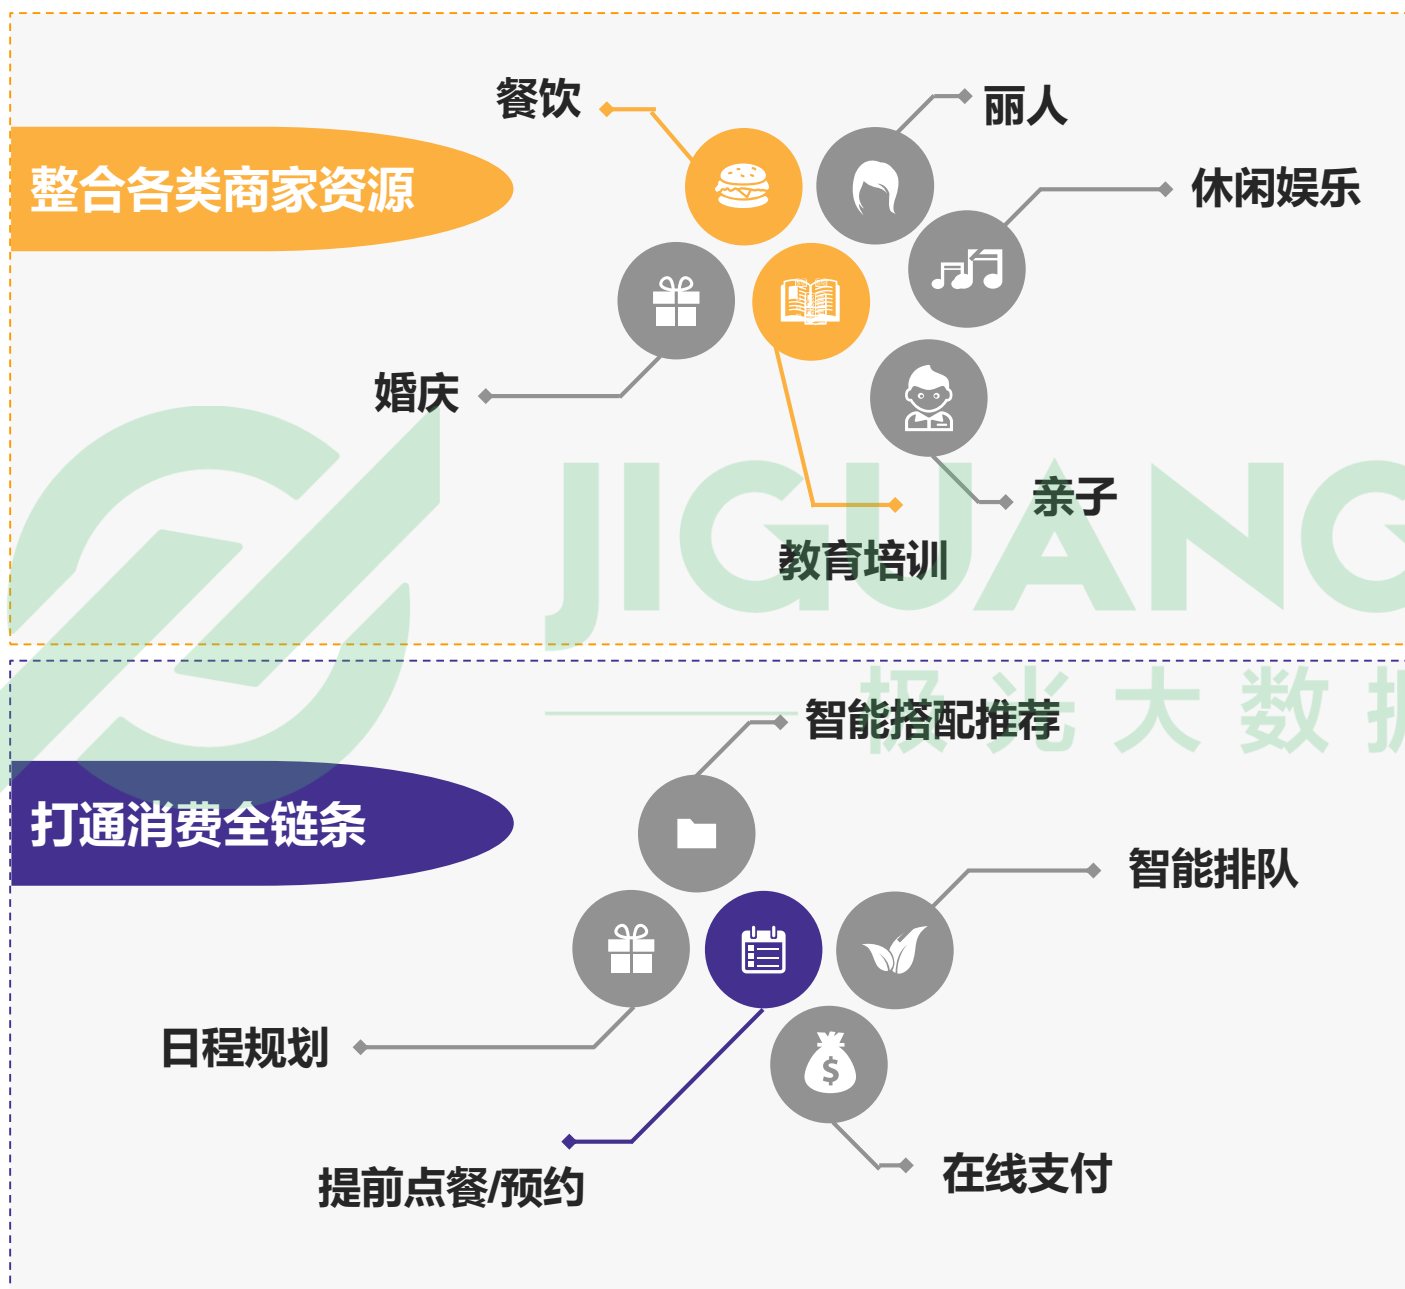 餐饮
丽人
整合各类商家资源
休闲娱乐
婚庆
亲子
教育培训
JIGUANG
极光大数据
智能搭配推荐
打通消费全链条
智能排队
日程规划
提前点餐/预约
在线支付
$